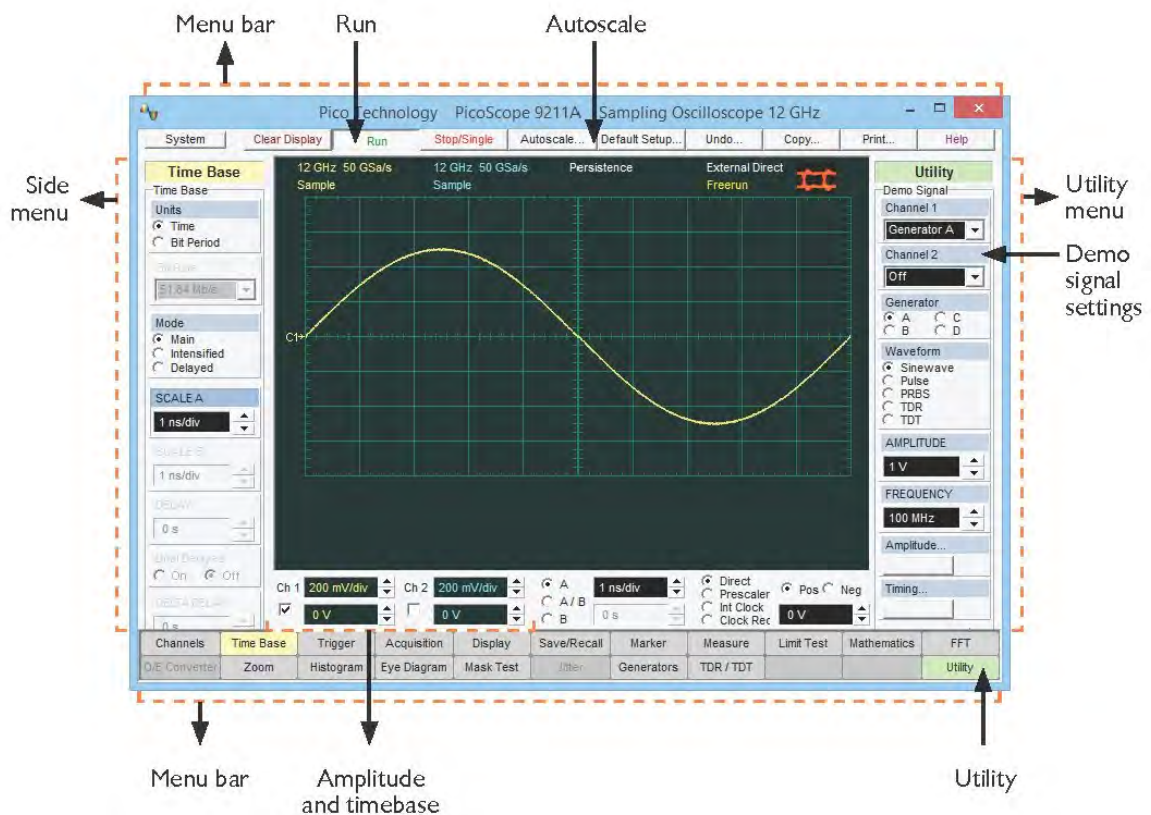 Menu bar
Run
Autoscale
Pico Technology PicoScope 9211A Sampling Oscilloscope 12 GHz
System
Clear Display
Run
Stop/Single
Autoscale...
Default Setup...
Undo...
Copy...
Print...
Help
Side
menu
Time Base
Time Base
Units
Time
Bit Period
51.84 Mb/s
Mode
Main
Intensified
Delayed
SCALE A
1 ns/div
SCALE B
1 ns/div
DELAY
0 s
Dual Delayed
On Off
DELTA DELAY
0 s
12 GHz 50 GSa/s
Sample
12 GHz 50 GSa/s
Sample
Persistence
External Direct
Freerun
C1
Utility
Demo Signal
Channel 1
Generator A
Channel 2
Off
Generator
A C
B D
Waveform
Sinewave
Pulse
PRBS
TDR
TDT
AMPLITUDE
1 V
FREQUENCY
100 MHz
Amplitude...
Timing...
Utility
menu
Demo
signal
settings
Ch 1 200 mV/div
0 V
Ch 2 200 mV/div
0 V
A
A / B
B
1 ns/div
0 s
Direct
Prescaler
Int Clock
Clock Rec
Pos Neg
0 V
Channels
Time Base
Trigger
Acquisition
Display
Save/Recall
Marker
Measure
Limit Test
Mathematics
FFT
O/E Converter
Zoom
Histogram
Eye Diagram
Mask Test
Jitter
Generators
TDR / TDT
Utility
Menu bar
Amplitude
and timebase
Utility